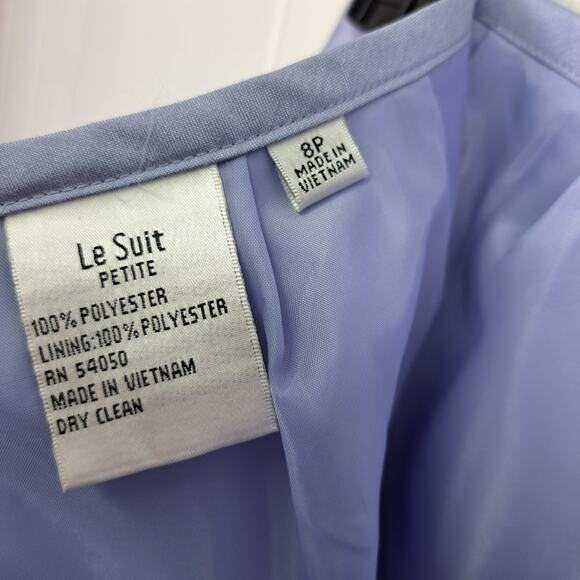 Le Suit
PETITE
100% POLYESTER
LINING:100% POLYESTER
RN 54050
MADE IN VIETNAM
DRY CLEAN
8P
MADE IN
VIETNAM